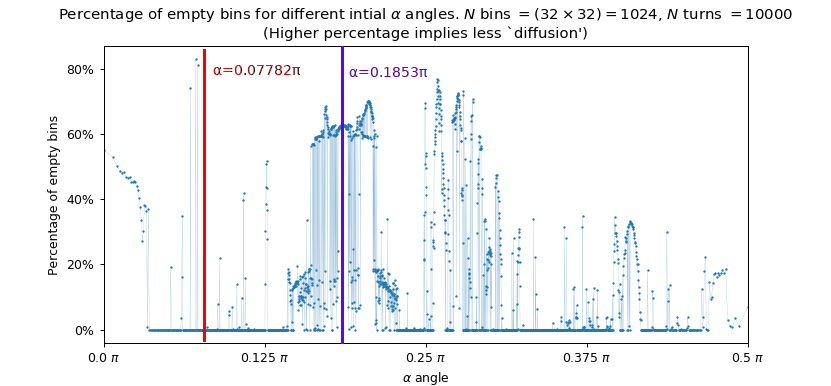 Percentage of empty bins for different intial α angles. N bins = (32 × 32) = 1024, N turns = 10000
(Higher percentage implies less `diffusion')
α=0.07782π
α=0.1853π
80%
60%
40%
20%
0%
Percentage of empty bins
0.0 π
0.125 π
0.25 π
0.375 π
0.5 π
α angle